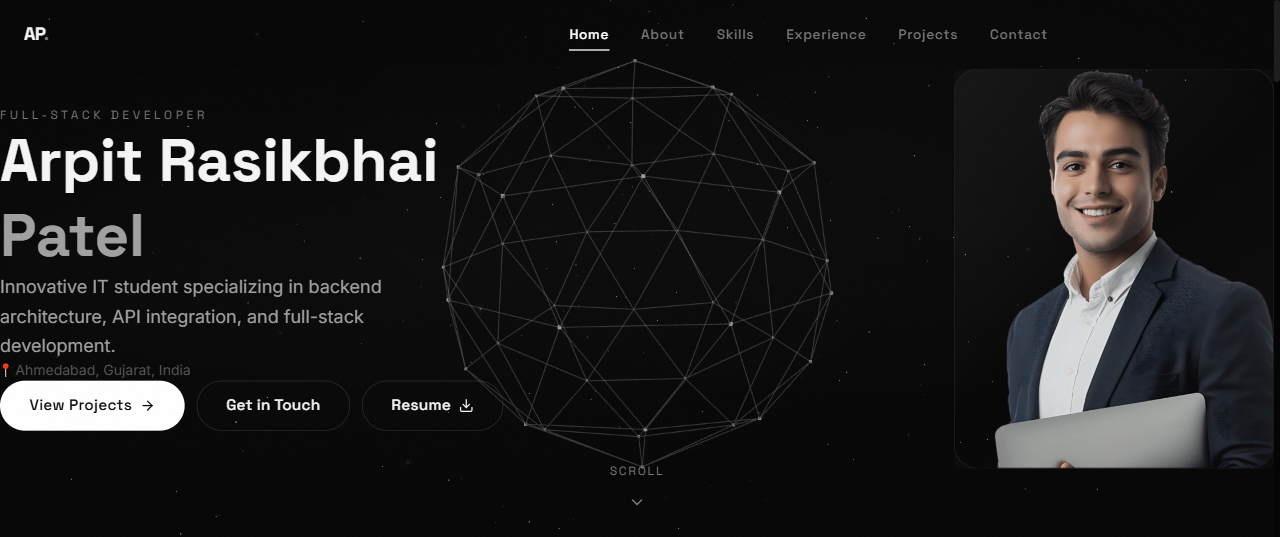 AP.
Home About Skills Experience Projects Contact
FULL-STACK DEVELOPER
Arpit Rasikbhai
Patel
Innovative IT student specializing in backend
architecture, API integration, and full-stack
development.
📍 Ahmedabad, Gujarat, India
View Projects → Get in Touch Resume
SCROLL